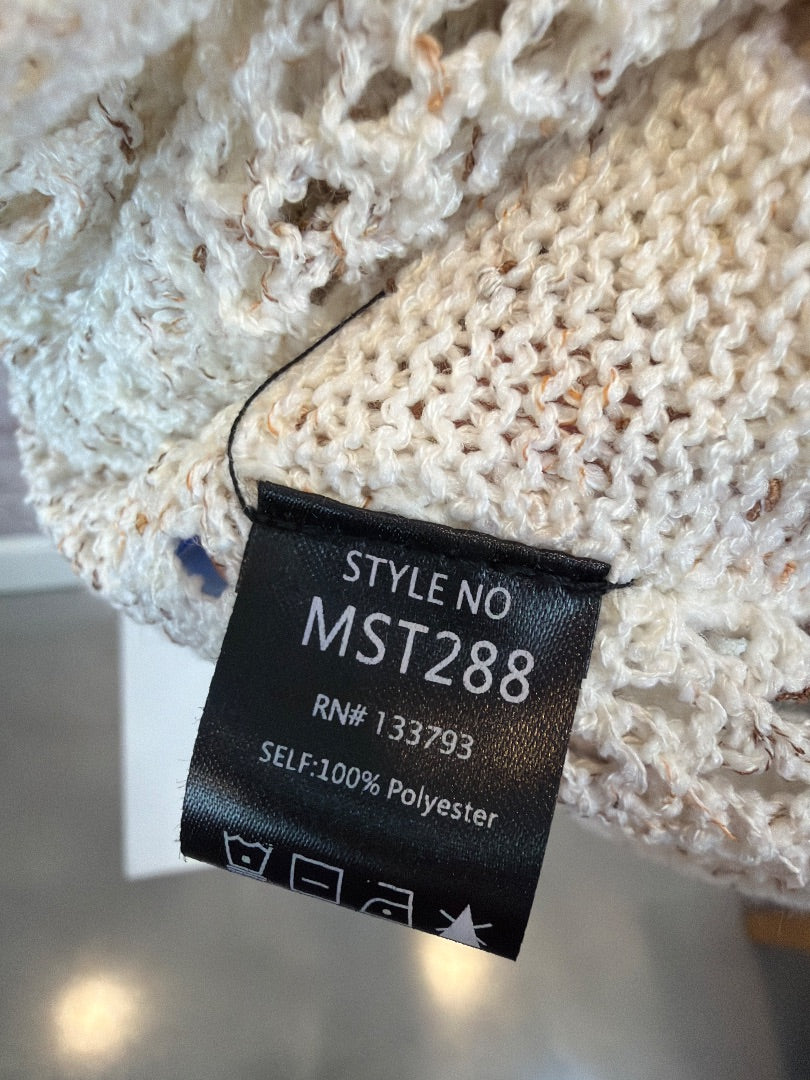 STYLE NO
MST288
RN# 133793
SELF:100% Polyester